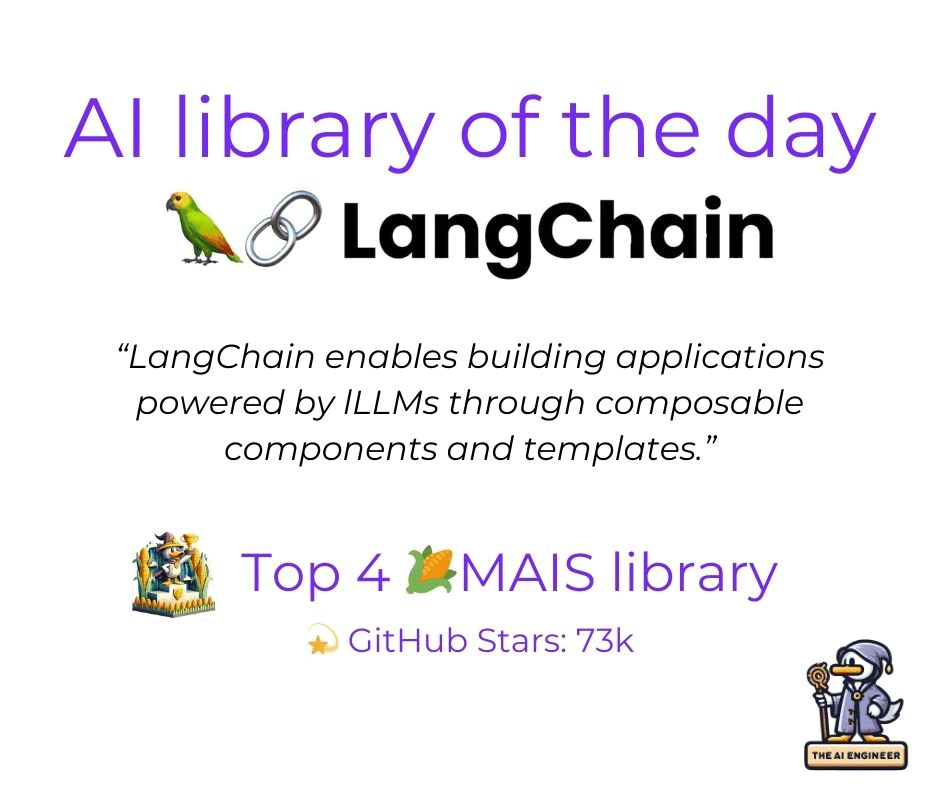 AI library of the day
LangChain
“LangChain enables building applications
powered by lLLMs through composable
components and templates.”
Top 4 🌽MAIS library
💫 GitHub Stars: 73k
THE AI ENGINEER